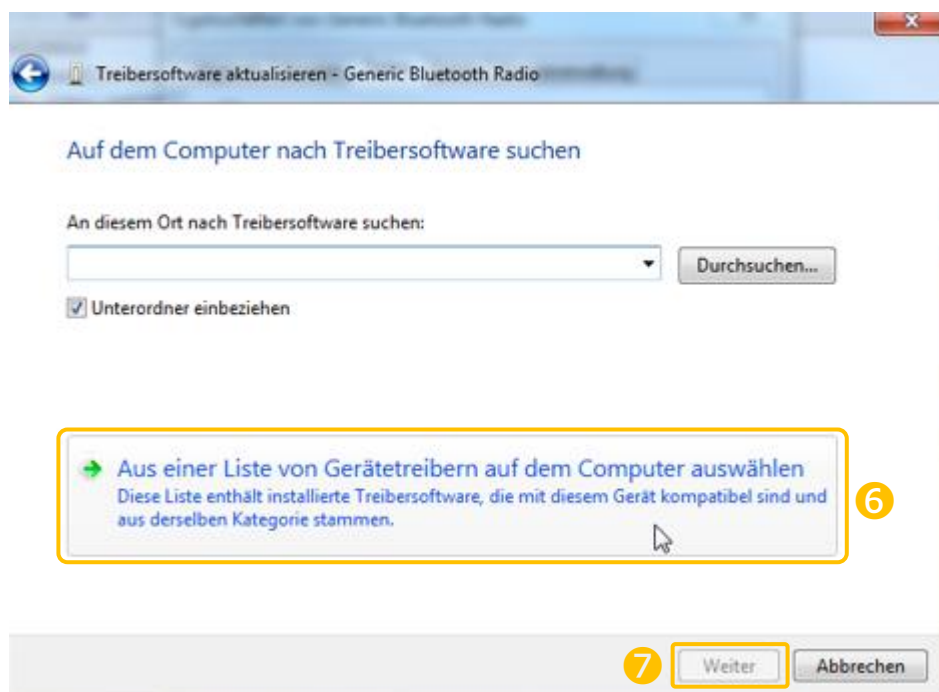 Treibersoftware aktualisieren - Generic Bluetooth Radio
Auf dem Computer nach Treibersoftware suchen
An diesem Ort nach Treibersoftware suchen:
Durchsuchen...
Unterordner einbeziehen
Aus einer Liste von Gerätetreibern auf dem Computer auswählen
Diese Liste enthält installierte Treibersoftware, die mit diesem Gerät kompatibel sind und
aus derselben Kategorie stammen.
6
7 Weiter Abbrechen